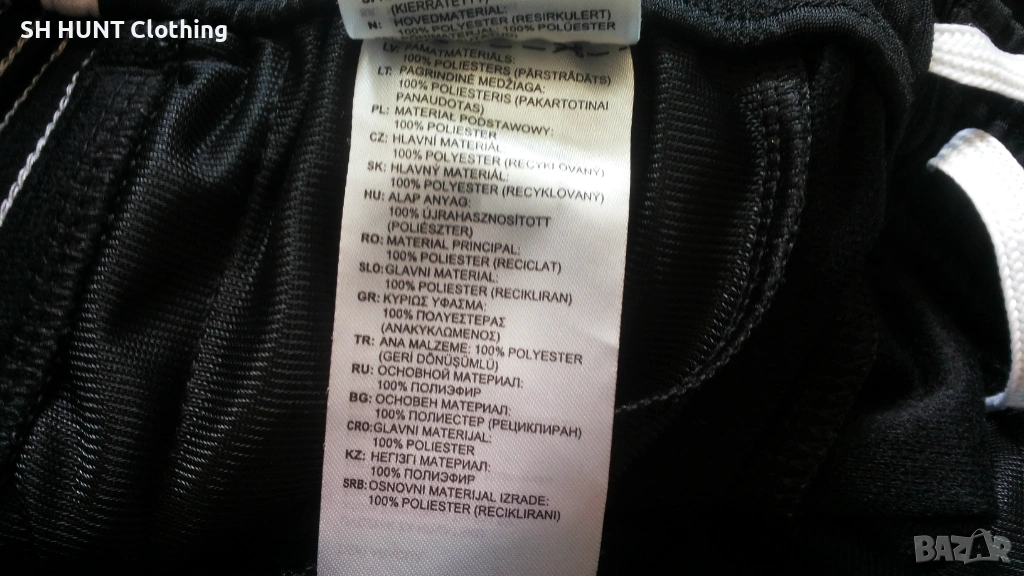 SH HUNT Clothing
(KIERRÄTETTY)
N: HOVEDMATERIAL:
100% POLYESTER (RESIRKULERT)
100% POLÜESTER
LV: PAMATMATERIĀLS:
100% POLIESTERS (PĀRSTRĀDĀTS)
LT: PAGRINDINĖ MEDŽIAGA:
100% POLIESTERIS (PAKARTOTINAI
PANAUDOTAS)
PL: MATERIAŁ PODSTAWOWY:
100% POLIESTER
CZ: HLAVNÍ MATERIÁL:
100% POLYESTER (RECYKLOVANÝ)
SK: HLAVNÝ MATERIÁL:
100% POLYESTER (RECYKLOVANÝ)
HU: ALAP ANYAG:
100% ÚJRAHASZNOSÍTOTT
(POLIÉSZTER)
RO: MATERIAL PRINCIPAL:
100% POLIESTER (RECICLAT)
SLO: GLAVNI MATERIAL:
100% POLIESTER (RECIKLIRAN)
GR: ΚΥΡΙΩΣ ΥΦΑΣΜΑ:
100% ΠΟΛΥΕΣΤΕΡΑΣ
(ΑΝΑΚΥΚΛΩΜΕΝΟΣ)
TR: ANA MALZEME: 100% POLYESTER
(GERİ DÖNÜŞÜMLÜ)
RU: ОСНОВНОЙ МАТЕРИАЛ:
100% ПОЛИЭФИР
BG: ОСНОВЕН МАТЕРИАЛ:
100% ПОЛИЕСТЕР (РЕЦИКЛИРАН)
CRO: GLAVNI MATERIJAL:
100% POLIESTER
KZ: НЕГІЗГІ МАТЕРИАЛ:
100% ПОЛИЭФИР
SRB: OSNOVNI MATERIJAL IZRADE:
100% POLIESTER (RECIKLIRANI)
BAZAR